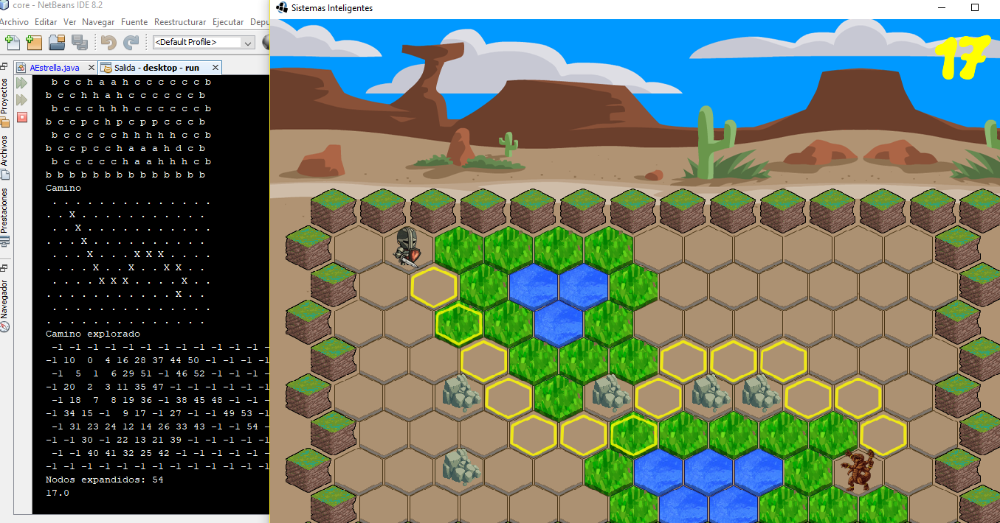 core - NetBeans IDE 8.2
Sistemas Inteligentes
Archivo Editar Ver Navegar Fuente Reestructurar Ejecutar Depu
<Default Profile>
AEstrella.java
Salida - desktop - run
17
Proyectos
Archivos
Prestaciones
Navegador
b c c h a a h c c c c c c b
b c c h h a h c c c c c c b
b c c c h h h c c c c c c b
b c c p c h p c p p c c c b
b c c c c c h h h h h c c b
b c c p c c h a a a h d c b
b c c c c c h a a h h h c b
b b b b b b b b b b b b b b
Camino
. . . . . . . . . . . . . .
. . X . . . . . . . . . . .
. . X . . . . . . . . . . .
. . . X . . . . . . . . . .
. . . X . . . X X X . . . .
. . . . X . . X . . X X . .
. . . . X X X . . . . X . .
. . . . . . . . . . . X . .
. . . . . . . . . . . . . .
. . . . . . . . . . . . . .
Camino explorado
-1 -1 -1 -1 -1 -1 -1 -1 -1 -1 -1 -1 -
-1 10 0 4 16 28 37 44 50 -1 -1 -1 -1
-1 5 1 6 29 51 -1 46 52 -1 -1 -1 -
-1 20 2 3 11 35 47 -1 -1 -1 -1 -1 -1
-1 18 7 8 19 36 -1 38 45 48 -1 -1 -
-1 34 15 -1 9 17 -1 27 -1 -1 49 53 -1
-1 31 23 24 12 14 26 33 43 -1 -1 54 -
-1 -1 30 -1 22 13 21 39 -1 -1 -1 -1 -1
-1 -1 40 41 32 25 42 -1 -1 -1 -1 -1 -
-1 -1 -1 -1 -1 -1 -1 -1 -1 -1 -1 -1 -1
Nodos expandidos: 54
17.0